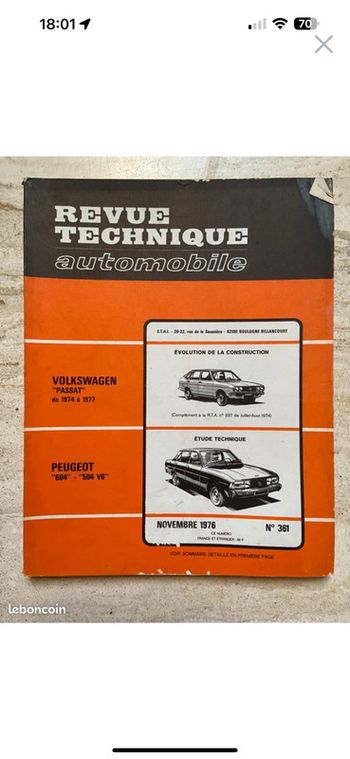 18:01
70
REVUE
TECHNIQUE
automobile
E.T.A.I. - 20-22, rue de la Saussière - 92100 BOULOGNE BILLANCOURT
ÉVOLUTION DE LA CONSTRUCTION
VOLKSWAGEN
"PASSAT"
de 1974 à 1977
(Complément à la R.T.A. n° 337 de Juillet-Août 1974)
ÉTUDE TECHNIQUE
PEUGEOT
"604" - "504 V6"
NOVEMBRE 1976
N° 361
CE NUMÉRO
FRANCE ET ÉTRANGER
VOIR SOMMAIRE DÉTAILLÉ EN PREMIÈRE PAGE
leboncoin